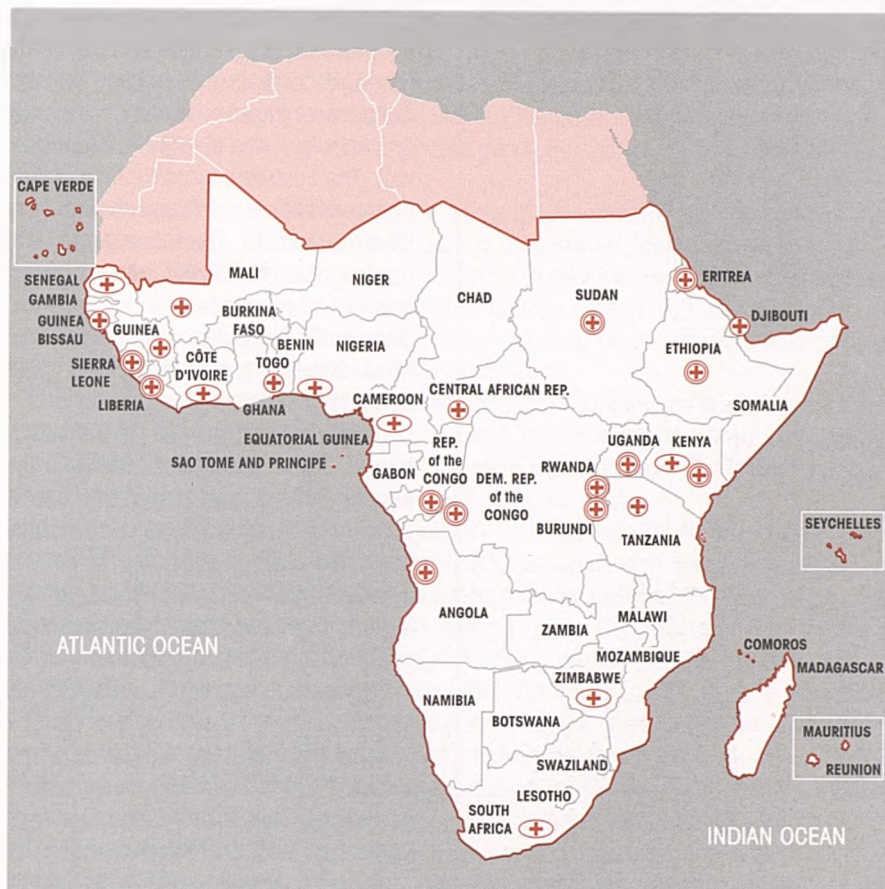 CAPE VERDE
SENEGAL
GAMBIA
GUINEA
BISSAU
GUINEA
SIERRA
LEONE
LIBERIA
MALI
BURKINA
FASO
CÔTE
D'IVOIRE
GHANA
TOGO
BENIN
NIGER
NIGERIA
CHAD
SUDAN
ERITREA
DJIBOUTI
ETHIOPIA
SOMALIA
CAMEROON
CENTRAL AFRICAN REP.
EQUATORIAL GUINEA
SAO TOME AND PRINCIPE
GABON
REP.
of the
CONGO
DEM. REP.
of the
CONGO
UGANDA
KENYA
RWANDA
BURUNDI
TANZANIA
SEYCHELLES
ANGOLA
ZAMBIA
MALAWI
MOZAMBIQUE
ZIMBABWE
COMOROS
MADAGASCAR
NAMIBIA
BOTSWANA
MAURITIUS
REUNION
SWAZILAND
LESOTHO
SOUTH
AFRICA
ATLANTIC OCEAN
INDIAN OCEAN